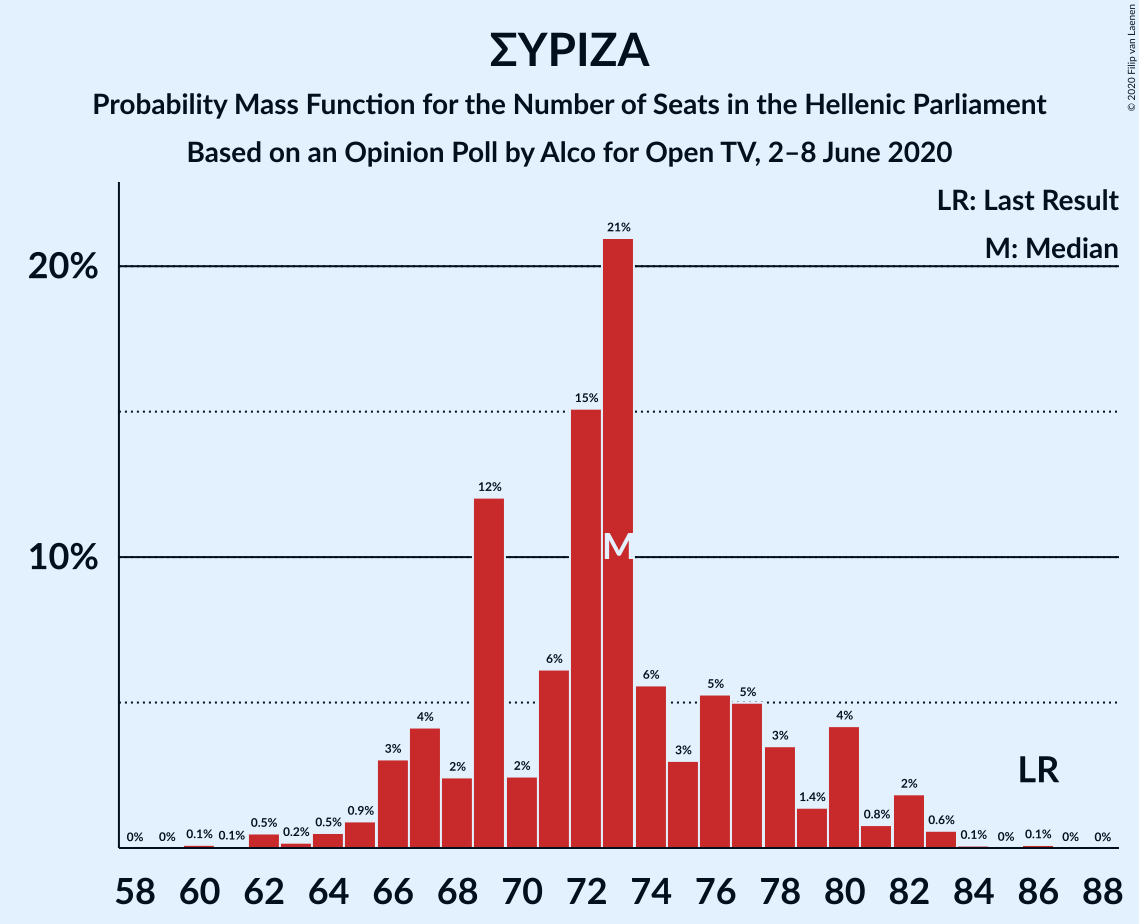 ΣΥΡΙΖΑ
Probability Mass Function for the Number of Seats in the Hellenic Parliament
Based on an Opinion Poll by Alco for Open TV, 2–8 June 2020
© 2020 Filip van Laenen
LR: Last Result
M: Median
20%
10%
0% 0% 0.1% 0.1% 0.5% 0.2% 0.5% 0.9% 3% 4% 2% 12% 2% 6% 15% 21% 6% 3% 5% 5% 3% 1.4% 4% 0.8% 2% 0.6% 0.1% 0% 0.1% 0% 0%
M
LR
58 60 62 64 66 68 70 72 74 76 78 80 82 84 86 88